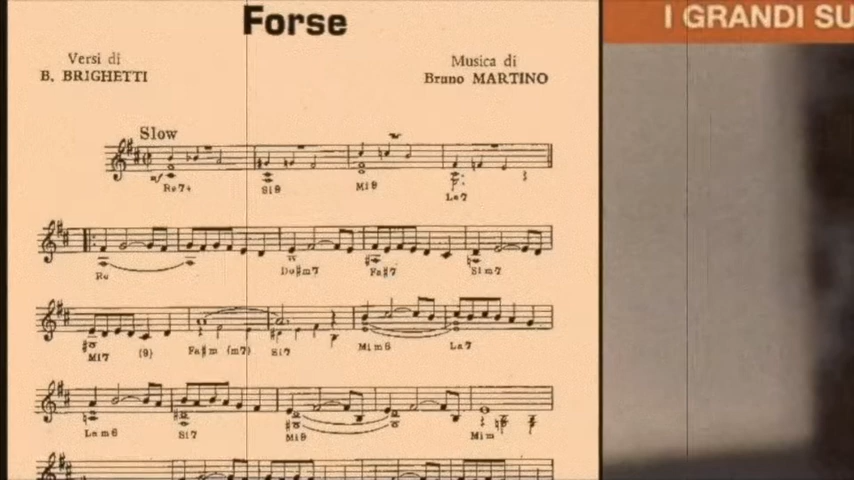 Forse
I GRANDI SU
Versi di
B. BRIGHETTI
Musica di
Bruno MARTINO
Slow
mf
Re7+ Si9 Mi9 La7
Re Do#m7 Fa#7 Sim7
Mi7 (9) Fa#m (m7) Si7 Mim6 La7
Lam6 Si7 Mi9 Mim